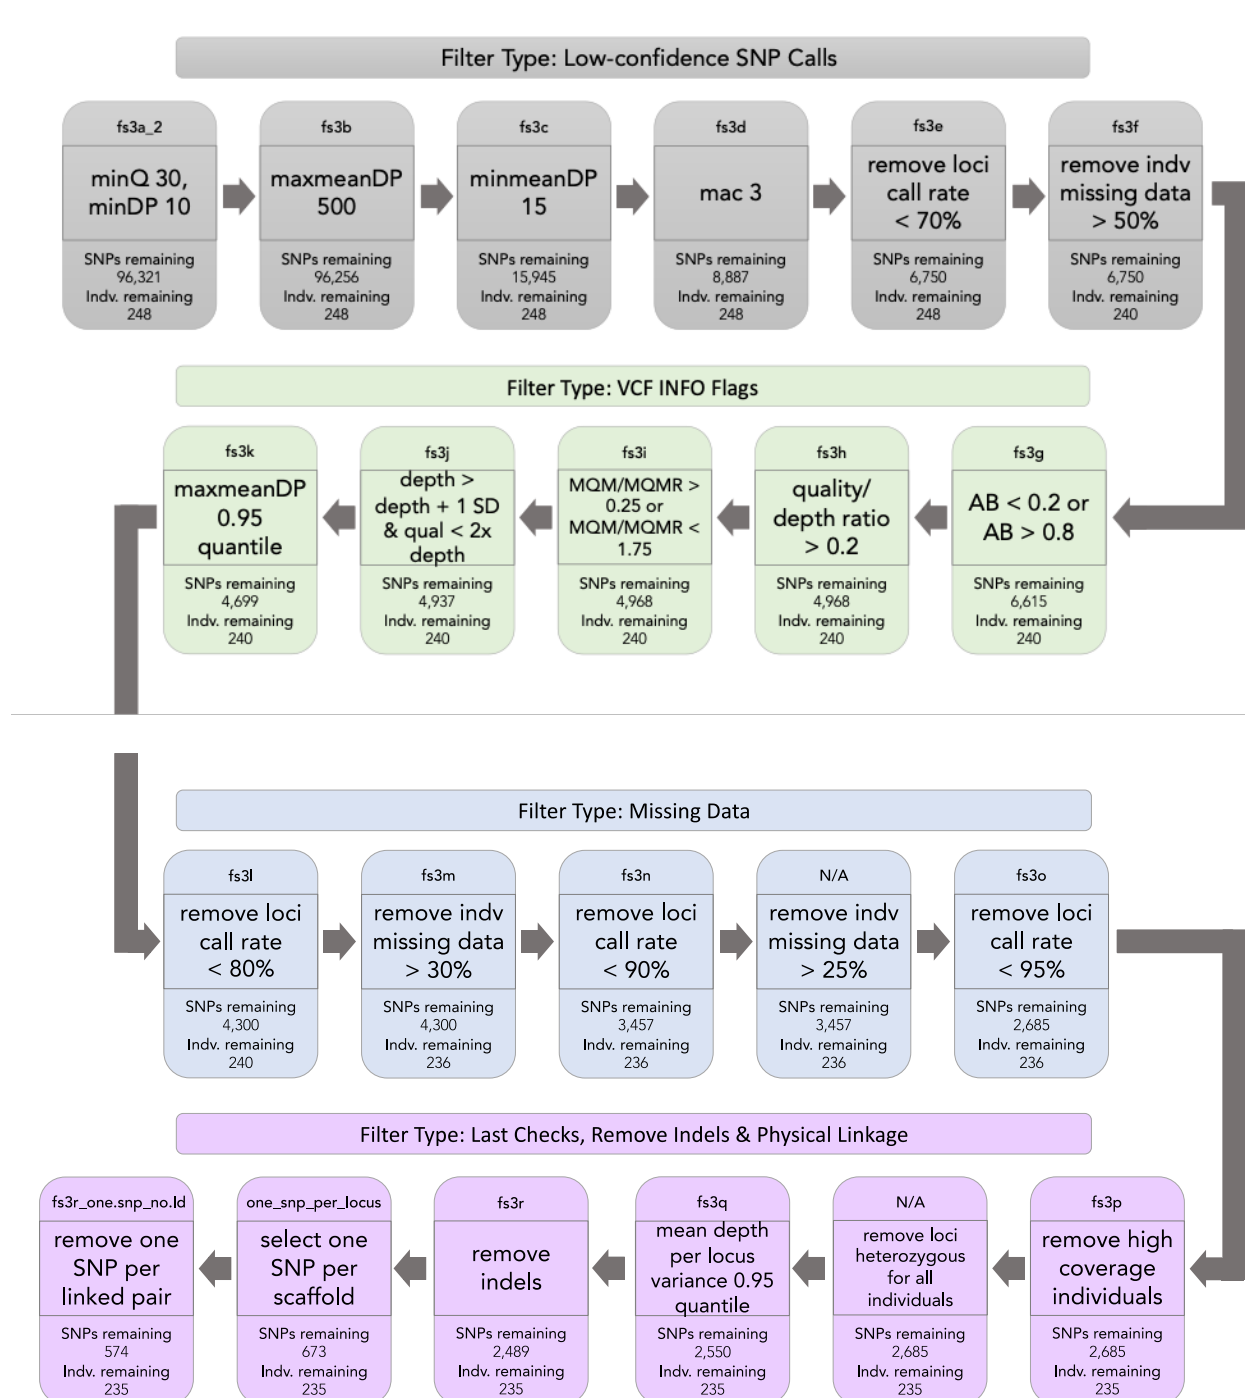 Filter Type: Low-confidence SNP Calls
fs3a_2
minQ 30,
minDP 10
SNPs remaining
96,321
Indv. remaining
248
fs3b
maxmeanDP
500
SNPs remaining
96,256
Indv. remaining
248
fs3c
minmeanDP
15
SNPs remaining
15,945
Indv. remaining
248
fs3d
mac 3
SNPs remaining
8,887
Indv. remaining
248
fs3e
remove loci
call rate
< 70%
SNPs remaining
6,750
Indv. remaining
248
fs3f
remove indv
missing data
> 50%
SNPs remaining
6,750
Indv. remaining
240
Filter Type: VCF INFO Flags
fs3k
maxmeanDP
0.95
quantile
SNPs remaining
4,699
Indv. remaining
240
fs3j
depth >
depth + 1 SD
& qual < 2x
depth
SNPs remaining
4,937
Indv. remaining
240
fs3i
MQM/MQMR >
0.25 or
MQM/MQMR <
1.75
SNPs remaining
4,968
Indv. remaining
240
fs3h
quality/
depth ratio
> 0.2
SNPs remaining
4,968
Indv. remaining
240
fs3g
AB < 0.2 or
AB > 0.8
SNPs remaining
6,615
Indv. remaining
240
Filter Type: Missing Data
fs3l
remove loci
call rate
< 80%
SNPs remaining
4,300
Indv. remaining
240
fs3m
remove indv
missing data
> 30%
SNPs remaining
4,300
Indv. remaining
236
fs3n
remove loci
call rate
< 90%
SNPs remaining
3,457
Indv. remaining
236
N/A
remove indv
missing data
> 25%
SNPs remaining
3,457
Indv. remaining
236
fs3o
remove loci
call rate
< 95%
SNPs remaining
2,685
Indv. remaining
236
Filter Type: Last Checks, Remove Indels & Physical Linkage
fs3r_one.snp_no.ld
remove one
SNP per
linked pair
SNPs remaining
574
Indv. remaining
235
one_snp_per_locus
select one
SNP per
scaffold
SNPs remaining
673
Indv. remaining
235
fs3r
remove
indels
SNPs remaining
2,489
Indv. remaining
235
fs3q
mean depth
per locus
variance 0.95
quantile
SNPs remaining
2,550
Indv. remaining
235
N/A
remove loci
heterozygous
for all
individuals
SNPs remaining
2,685
Indv. remaining
235
fs3p
remove high
coverage
individuals
SNPs remaining
2,685
Indv. remaining
235